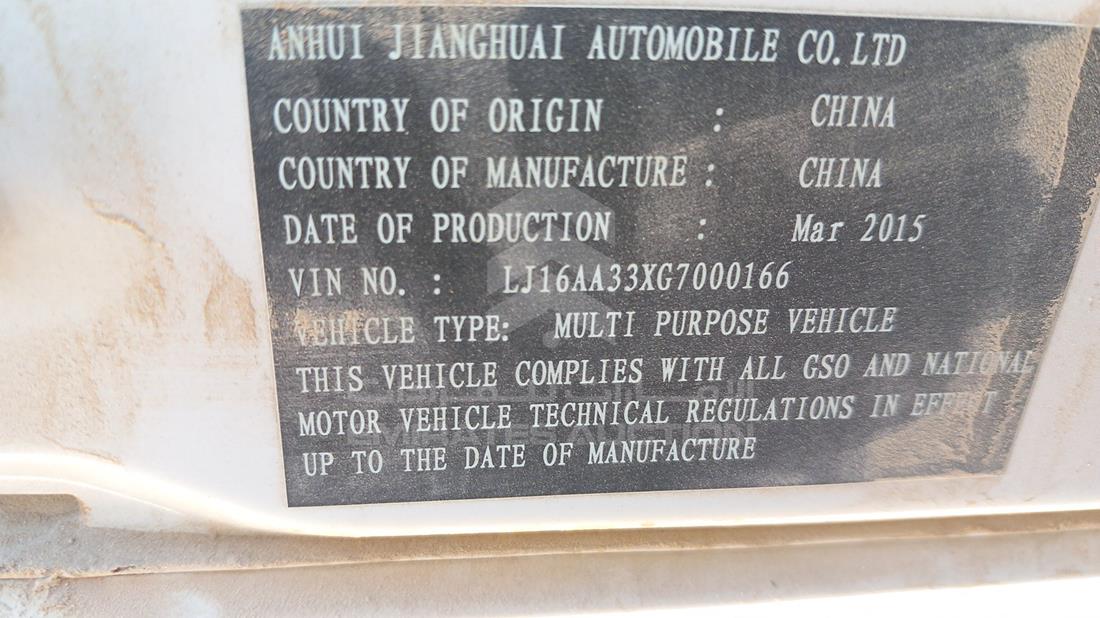 ANHUI JIANGHUAI AUTOMOBILE CO.LTD
COUNTRY OF ORIGIN : CHINA
COUNTRY OF MANUFACTURE : CHINA
DATE OF PRODUCTION : Mar 2015
VIN NO. : LJ16AA33XG7000166
VEHICLE TYPE: MULTI PURPOSE VEHICLE
THIS VEHICLE COMPLIES WITH ALL GSO AND NATIONAL
MOTOR VEHICLE TECHNICAL REGULATIONS IN EFFECT
UP TO THE DATE OF MANUFACTURE
EMIRATES AUCTION